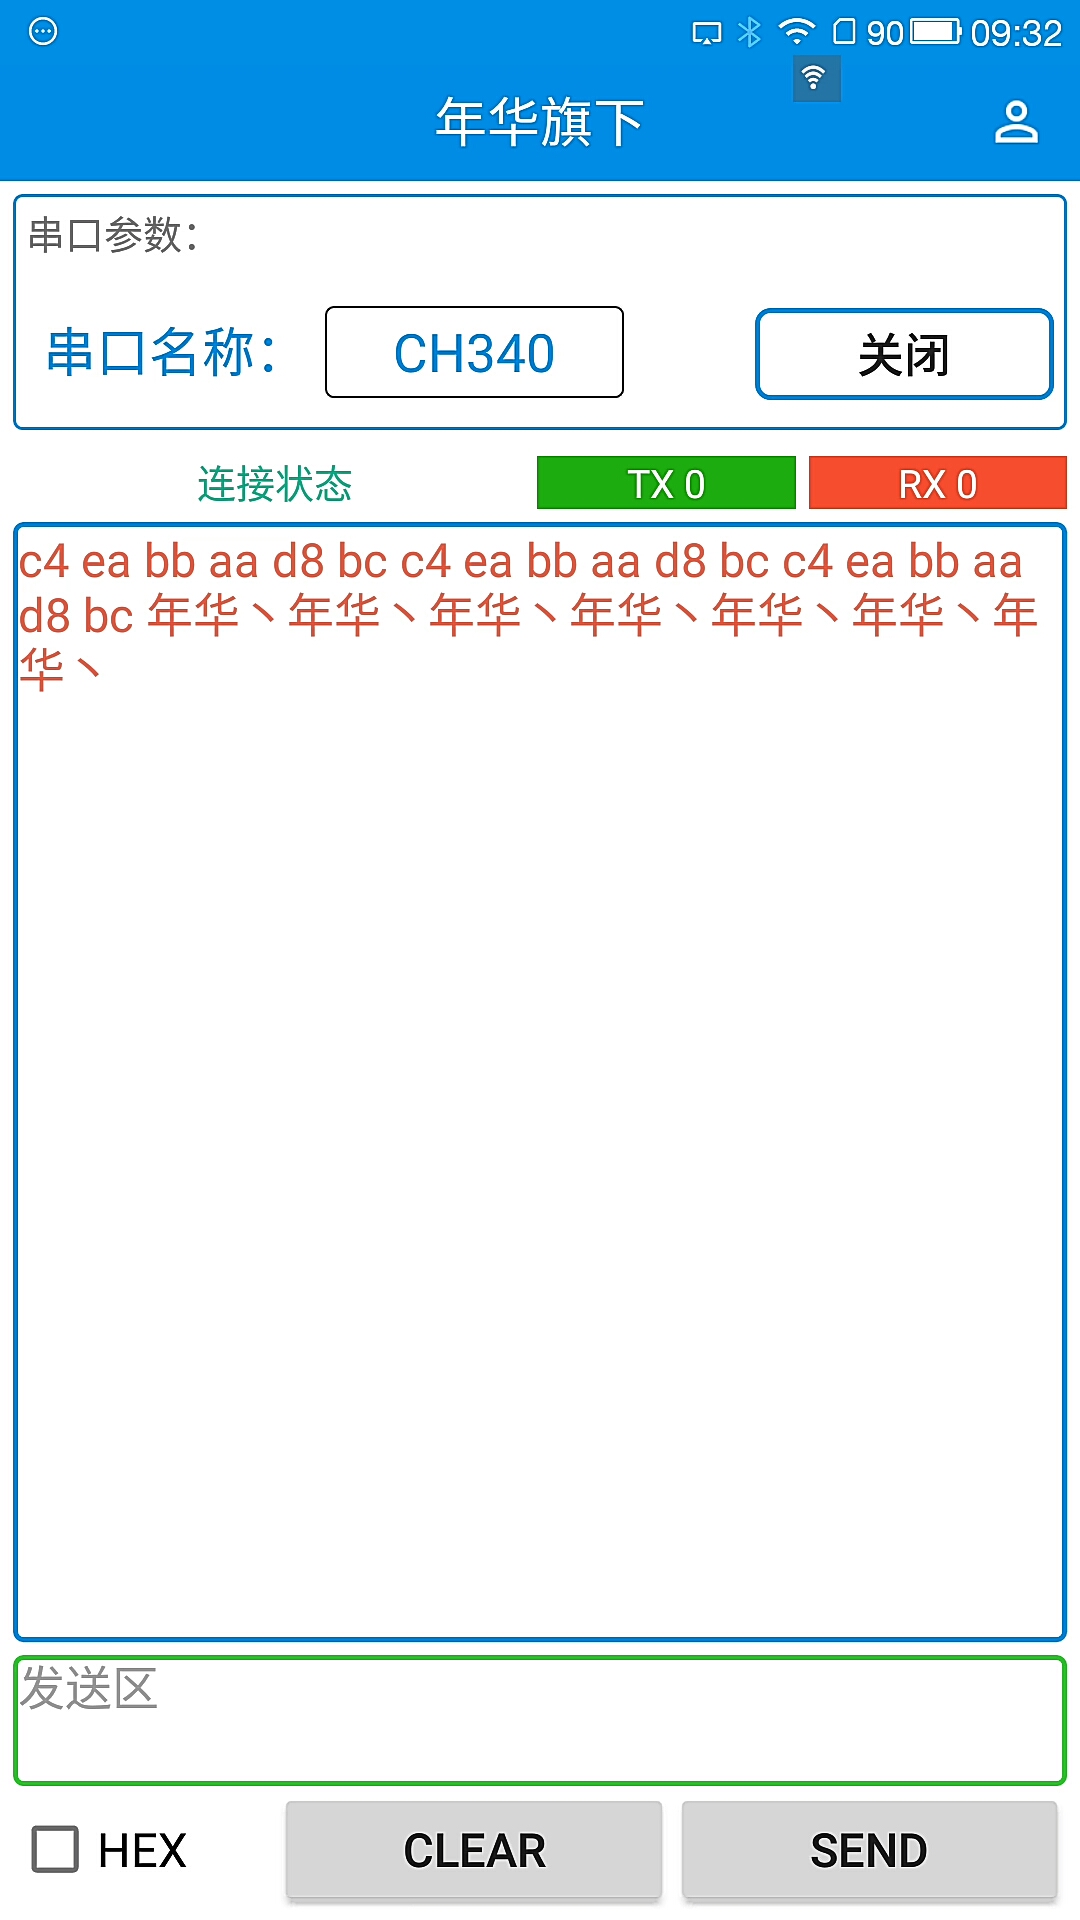 90 09:32
年华旗下
串口参数：
串口名称： CH340 关闭
连接状态 TX 0 RX 0
c4 ea bb aa d8 bc c4 ea bb aa d8 bc c4 ea bb aa
d8 bc 年华丶年华丶年华丶年华丶年华丶年华丶年
华丶
发送区
HEX CLEAR SEND